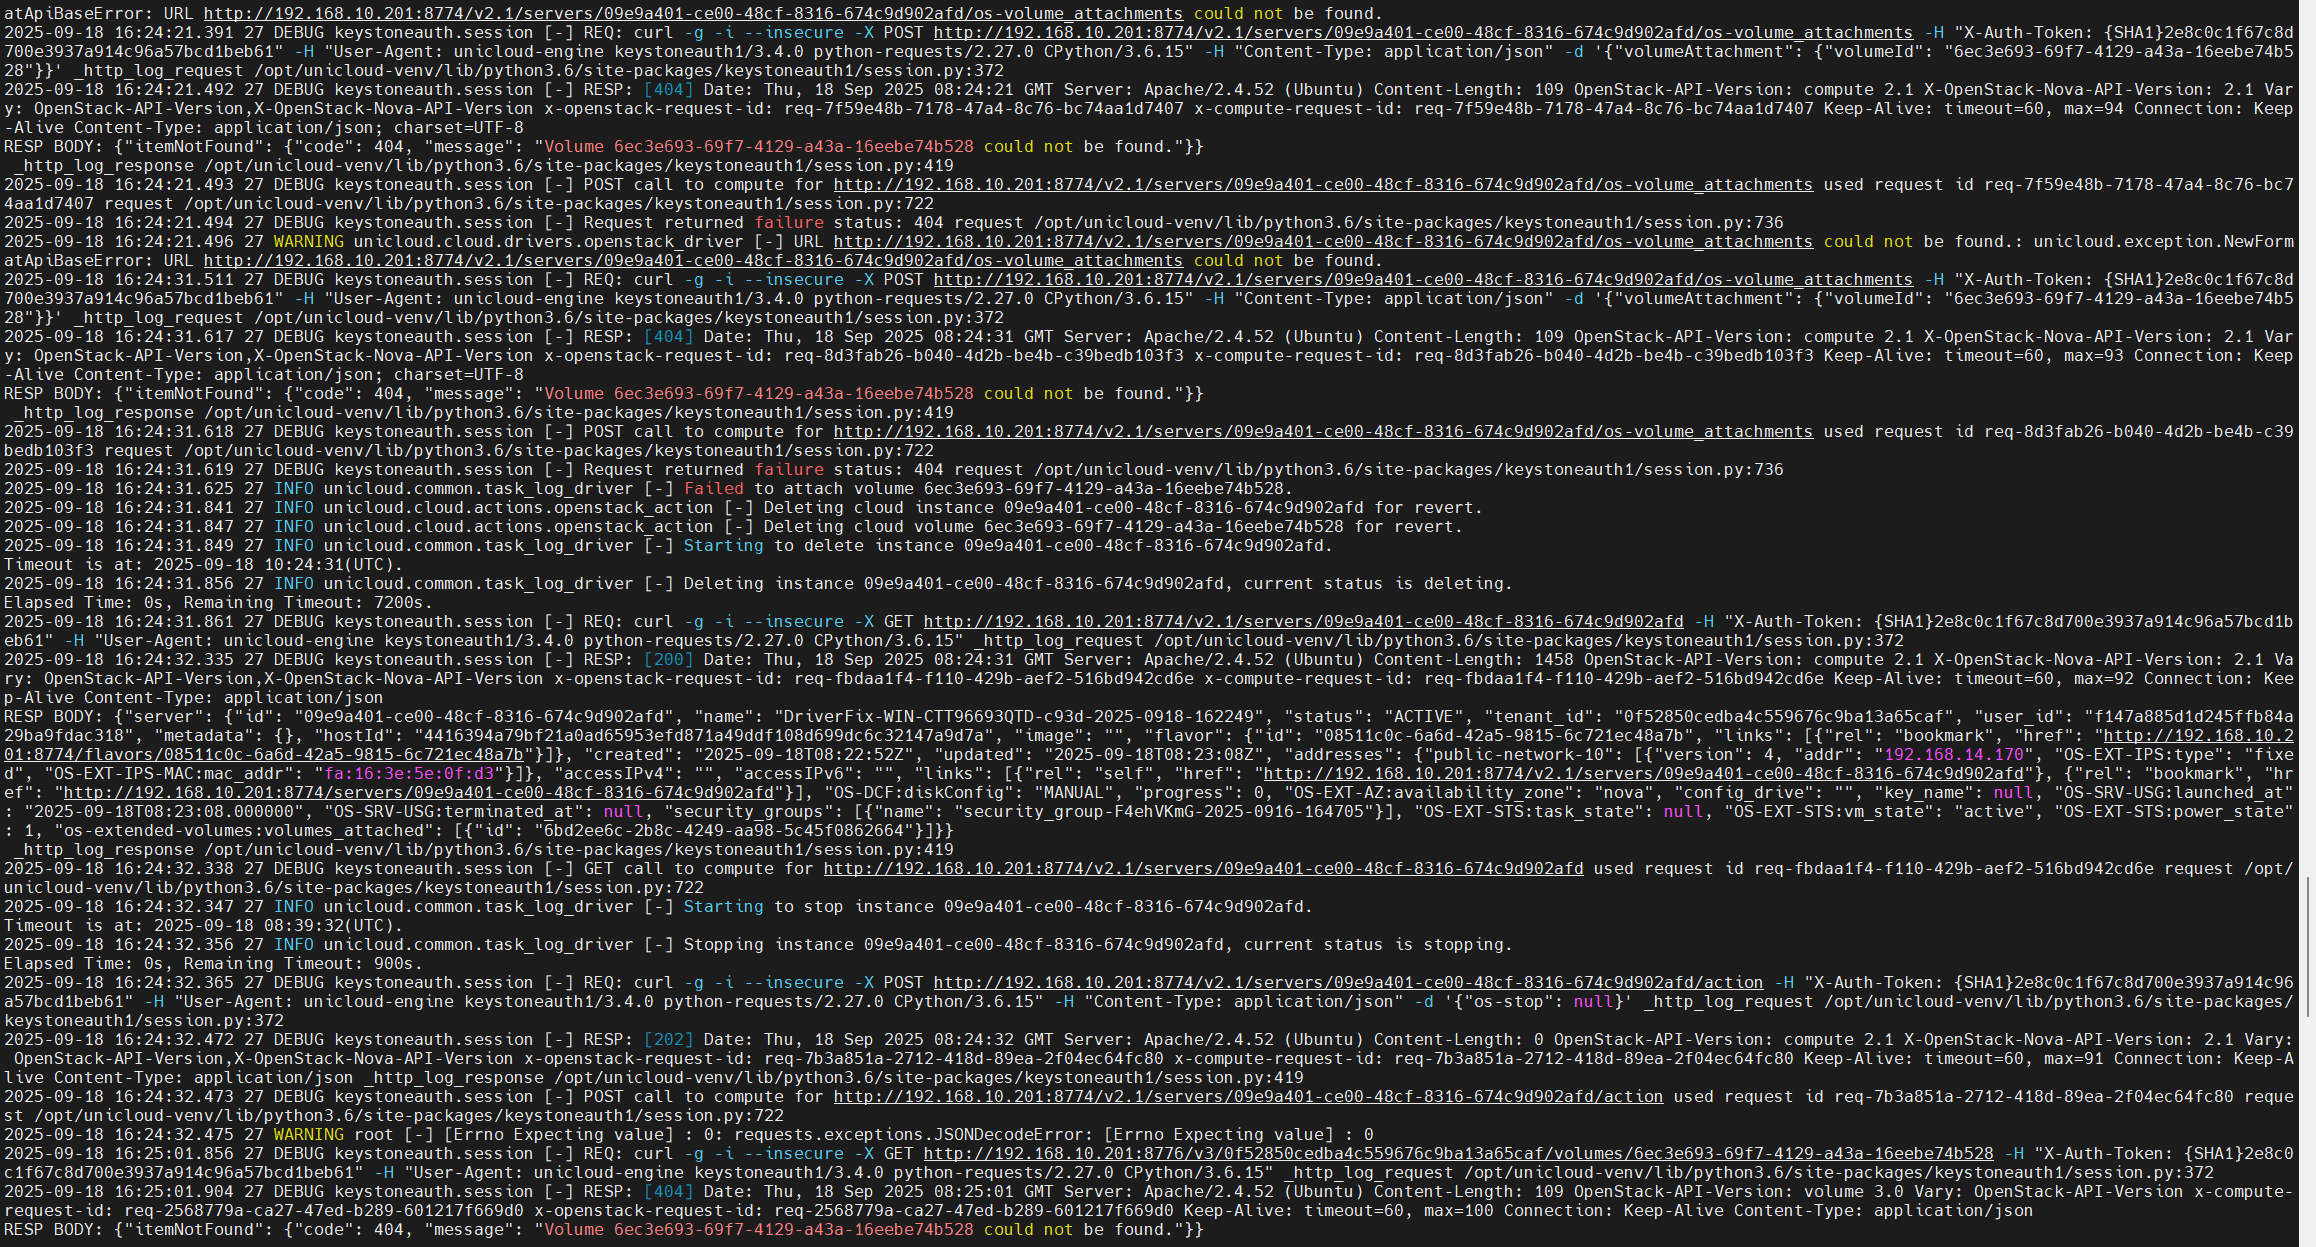 atApiBaseError: URL http://192.168.10.201:8774/v2.1/servers/09e9a401-ce00-48cf-8316-674c9d902afd/os-volume_attachments could not be found.
2025-09-18 16:24:21.391 27 DEBUG keystoneauth.session [-] REQ: curl -g -i --insecure -X POST http://192.168.10.201:8774/v2.1/servers/09e9a401-ce00-48cf-8316-674c9d902afd/os-volume_attachments -H "X-Auth-Token: {SHA1}2e8c0c1f67c8d
700e3937a914c96a57bcd1beb61" -H "User-Agent: unicloud-engine keystoneauth1/3.4.0 python-requests/2.27.0 CPython/3.6.15" -H "Content-Type: application/json" -d '{"volumeAttachment": {"volumeId": "6ec3e693-69f7-4129-a43a-16eebe74b5
28"}}' _http_log_request /opt/unicloud-venv/lib/python3.6/site-packages/keystoneauth1/session.py:372
2025-09-18 16:24:21.492 27 DEBUG keystoneauth.session [-] RESP: [404] Date: Thu, 18 Sep 2025 08:24:21 GMT Server: Apache/2.4.52 (Ubuntu) Content-Length: 109 OpenStack-API-Version: compute 2.1 X-OpenStack-Nova-API-Version: 2.1 Var
y: OpenStack-API-Version,X-OpenStack-Nova-API-Version x-openstack-request-id: req-7f59e48b-7178-47a4-8c76-bc74aa1d7407 x-compute-request-id: req-7f59e48b-7178-47a4-8c76-bc74aa1d7407 Keep-Alive: timeout=60, max=94 Connection: Keep
-Alive Content-Type: application/json; charset=UTF-8
RESP BODY: {"itemNotFound": {"code": 404, "message": "Volume 6ec3e693-69f7-4129-a43a-16eebe74b528 could not be found."}}
_http_log_response /opt/unicloud-venv/lib/python3.6/site-packages/keystoneauth1/session.py:419
2025-09-18 16:24:21.493 27 DEBUG keystoneauth.session [-] POST call to compute for http://192.168.10.201:8774/v2.1/servers/09e9a401-ce00-48cf-8316-674c9d902afd/os-volume_attachments used request id req-7f59e48b-7178-47a4-8c76-bc7
4aa1d7407 request /opt/unicloud-venv/lib/python3.6/site-packages/keystoneauth1/session.py:722
2025-09-18 16:24:21.494 27 DEBUG keystoneauth.session [-] Request returned failure status: 404 request /opt/unicloud-venv/lib/python3.6/site-packages/keystoneauth1/session.py:736
2025-09-18 16:24:21.496 27 WARNING unicloud.cloud.drivers.openstack_driver [-] URL http://192.168.10.201:8774/v2.1/servers/09e9a401-ce00-48cf-8316-674c9d902afd/os-volume_attachments could not be found.: unicloud.exception.NewForm
atApiBaseError: URL http://192.168.10.201:8774/v2.1/servers/09e9a401-ce00-48cf-8316-674c9d902afd/os-volume_attachments could not be found.
2025-09-18 16:24:31.511 27 DEBUG keystoneauth.session [-] REQ: curl -g -i --insecure -X POST http://192.168.10.201:8774/v2.1/servers/09e9a401-ce00-48cf-8316-674c9d902afd/os-volume_attachments -H "X-Auth-Token: {SHA1}2e8c0c1f67c8d
700e3937a914c96a57bcd1beb61" -H "User-Agent: unicloud-engine keystoneauth1/3.4.0 python-requests/2.27.0 CPython/3.6.15" -H "Content-Type: application/json" -d '{"volumeAttachment": {"volumeId": "6ec3e693-69f7-4129-a43a-16eebe74b5
28"}}' _http_log_request /opt/unicloud-venv/lib/python3.6/site-packages/keystoneauth1/session.py:372
2025-09-18 16:24:31.617 27 DEBUG keystoneauth.session [-] RESP: [404] Date: Thu, 18 Sep 2025 08:24:31 GMT Server: Apache/2.4.52 (Ubuntu) Content-Length: 109 OpenStack-API-Version: compute 2.1 X-OpenStack-Nova-API-Version: 2.1 Var
y: OpenStack-API-Version,X-OpenStack-Nova-API-Version x-openstack-request-id: req-8d3fab26-b040-4d2b-be4b-c39bedb103f3 x-compute-request-id: req-8d3fab26-b040-4d2b-be4b-c39bedb103f3 Keep-Alive: timeout=60, max=93 Connection: Keep
-Alive Content-Type: application/json; charset=UTF-8
RESP BODY: {"itemNotFound": {"code": 404, "message": "Volume 6ec3e693-69f7-4129-a43a-16eebe74b528 could not be found."}}
_http_log_response /opt/unicloud-venv/lib/python3.6/site-packages/keystoneauth1/session.py:419
2025-09-18 16:24:31.618 27 DEBUG keystoneauth.session [-] POST call to compute for http://192.168.10.201:8774/v2.1/servers/09e9a401-ce00-48cf-8316-674c9d902afd/os-volume_attachments used request id req-8d3fab26-b040-4d2b-be4b-c39
bedb103f3 request /opt/unicloud-venv/lib/python3.6/site-packages/keystoneauth1/session.py:722
2025-09-18 16:24:31.619 27 DEBUG keystoneauth.session [-] Request returned failure status: 404 request /opt/unicloud-venv/lib/python3.6/site-packages/keystoneauth1/session.py:736
2025-09-18 16:24:31.625 27 INFO unicloud.common.task_log_driver [-] Failed to attach volume 6ec3e693-69f7-4129-a43a-16eebe74b528.
2025-09-18 16:24:31.841 27 INFO unicloud.cloud.actions.openstack_action [-] Deleting cloud instance 09e9a401-ce00-48cf-8316-674c9d902afd for revert.
2025-09-18 16:24:31.847 27 INFO unicloud.cloud.actions.openstack_action [-] Deleting cloud volume 6ec3e693-69f7-4129-a43a-16eebe74b528 for revert.
2025-09-18 16:24:31.849 27 INFO unicloud.common.task_log_driver [-] Starting to delete instance 09e9a401-ce00-48cf-8316-674c9d902afd.
Timeout is at: 2025-09-18 10:24:31(UTC).
2025-09-18 16:24:31.856 27 INFO unicloud.common.task_log_driver [-] Deleting instance 09e9a401-ce00-48cf-8316-674c9d902afd, current status is deleting.
Elapsed Time: 0s, Remaining Timeout: 7200s.
2025-09-18 16:24:31.861 27 DEBUG keystoneauth.session [-] REQ: curl -g -i --insecure -X GET http://192.168.10.201:8774/v2.1/servers/09e9a401-ce00-48cf-8316-674c9d902afd -H "X-Auth-Token: {SHA1}2e8c0c1f67c8d700e3937a914c96a57bcd1b
eb61" -H "User-Agent: unicloud-engine keystoneauth1/3.4.0 python-requests/2.27.0 CPython/3.6.15" _http_log_request /opt/unicloud-venv/lib/python3.6/site-packages/keystoneauth1/session.py:372
2025-09-18 16:24:32.335 27 DEBUG keystoneauth.session [-] RESP: [200] Date: Thu, 18 Sep 2025 08:24:31 GMT Server: Apache/2.4.52 (Ubuntu) Content-Length: 1458 OpenStack-API-Version: compute 2.1 X-OpenStack-Nova-API-Version: 2.1 Va
ry: OpenStack-API-Version,X-OpenStack-Nova-API-Version x-openstack-request-id: req-fbdaa1f4-f110-429b-aef2-516bd942cd6e x-compute-request-id: req-fbdaa1f4-f110-429b-aef2-516bd942cd6e Keep-Alive: timeout=60, max=92 Connection: Kee
p-Alive Content-Type: application/json
RESP BODY: {"server": {"id": "09e9a401-ce00-48cf-8316-674c9d902afd", "name": "DriverFix-WIN-CTT96693QTD-c93d-2025-0918-162249", "status": "ACTIVE", "tenant_id": "0f52850cedba4c559676c9ba13a65caf", "user_id": "f147a885d1d245ffb84a
29ba9fdac318", "metadata": {}, "hostId": "4416394a79bf21a0ad65953efd871a49ddf108d699dc6c32147a9d7a", "image": "", "flavor": {"id": "08511c0c-6a6d-42a5-9815-6c721ec48a7b", "links": [{"rel": "bookmark", "href": "http://192.168.10.2
01:8774/flavors/08511c0c-6a6d-42a5-9815-6c721ec48a7b"}]}, "created": "2025-09-18T08:22:52Z", "updated": "2025-09-18T08:23:08Z", "addresses": {"public-network-10": [{"version": 4, "addr": "192.168.14.170", "OS-EXT-IPS:type": "fixe
d", "OS-EXT-IPS-MAC:mac_addr": "fa:16:3e:5e:0f:d3"}]}, "accessIPv4": "", "accessIPv6": "", "links": [{"rel": "self", "href": "http://192.168.10.201:8774/v2.1/servers/09e9a401-ce00-48cf-8316-674c9d902afd"}, {"rel": "bookmark", "hr
ef": "http://192.168.10.201:8774/servers/09e9a401-ce00-48cf-8316-674c9d902afd"}], "OS-DCF:diskConfig": "MANUAL", "progress": 0, "OS-EXT-AZ:availability_zone": "nova", "config_drive": "", "key_name": null, "OS-SRV-USG:launched_at"
: "2025-09-18T08:23:08.000000", "OS-SRV-USG:terminated_at": null, "security_groups": [{"name": "security_group-F4ehVKmG-2025-0916-164705"}], "OS-EXT-STS:task_state": null, "OS-EXT-STS:vm_state": "active", "OS-EXT-STS:power_state"
: 1, "os-extended-volumes:volumes_attached": [{"id": "6bd2ee6c-2b8c-4249-aa98-5c45f0862664"}]}}
_http_log_response /opt/unicloud-venv/lib/python3.6/site-packages/keystoneauth1/session.py:419
2025-09-18 16:24:32.338 27 DEBUG keystoneauth.session [-] GET call to compute for http://192.168.10.201:8774/v2.1/servers/09e9a401-ce00-48cf-8316-674c9d902afd used request id req-fbdaa1f4-f110-429b-aef2-516bd942cd6e request /opt/
unicloud-venv/lib/python3.6/site-packages/keystoneauth1/session.py:722
2025-09-18 16:24:32.347 27 INFO unicloud.common.task_log_driver [-] Starting to stop instance 09e9a401-ce00-48cf-8316-674c9d902afd.
Timeout is at: 2025-09-18 08:39:32(UTC).
2025-09-18 16:24:32.356 27 INFO unicloud.common.task_log_driver [-] Stopping instance 09e9a401-ce00-48cf-8316-674c9d902afd, current status is stopping.
Elapsed Time: 0s, Remaining Timeout: 900s.
2025-09-18 16:24:32.365 27 DEBUG keystoneauth.session [-] REQ: curl -g -i --insecure -X POST http://192.168.10.201:8774/v2.1/servers/09e9a401-ce00-48cf-8316-674c9d902afd/action -H "X-Auth-Token: {SHA1}2e8c0c1f67c8d700e3937a914c96
a57bcd1beb61" -H "User-Agent: unicloud-engine keystoneauth1/3.4.0 python-requests/2.27.0 CPython/3.6.15" -H "Content-Type: application/json" -d '{"os-stop": null}' _http_log_request /opt/unicloud-venv/lib/python3.6/site-packages/
keystoneauth1/session.py:372
2025-09-18 16:24:32.472 27 DEBUG keystoneauth.session [-] RESP: [202] Date: Thu, 18 Sep 2025 08:24:32 GMT Server: Apache/2.4.52 (Ubuntu) Content-Length: 0 OpenStack-API-Version: compute 2.1 X-OpenStack-Nova-API-Version: 2.1 Vary:
OpenStack-API-Version,X-OpenStack-Nova-API-Version x-openstack-request-id: req-7b3a851a-2712-418d-89ea-2f04ec64fc80 x-compute-request-id: req-7b3a851a-2712-418d-89ea-2f04ec64fc80 Keep-Alive: timeout=60, max=91 Connection: Keep-A
live Content-Type: application/json _http_log_response /opt/unicloud-venv/lib/python3.6/site-packages/keystoneauth1/session.py:419
2025-09-18 16:24:32.473 27 DEBUG keystoneauth.session [-] POST call to compute for http://192.168.10.201:8774/v2.1/servers/09e9a401-ce00-48cf-8316-674c9d902afd/action used request id req-7b3a851a-2712-418d-89ea-2f04ec64fc80 reque
st /opt/unicloud-venv/lib/python3.6/site-packages/keystoneauth1/session.py:722
2025-09-18 16:24:32.475 27 WARNING root [-] [Errno Expecting value] : 0: requests.exceptions.JSONDecodeError: [Errno Expecting value] : 0
2025-09-18 16:25:01.856 27 DEBUG keystoneauth.session [-] REQ: curl -g -i --insecure -X GET http://192.168.10.201:8776/v3/0f52850cedba4c559676c9ba13a65caf/volumes/6ec3e693-69f7-4129-a43a-16eebe74b528 -H "X-Auth-Token: {SHA1}2e8c0
c1f67c8d700e3937a914c96a57bcd1beb61" -H "User-Agent: unicloud-engine keystoneauth1/3.4.0 python-requests/2.27.0 CPython/3.6.15" _http_log_request /opt/unicloud-venv/lib/python3.6/site-packages/keystoneauth1/session.py:372
2025-09-18 16:25:01.904 27 DEBUG keystoneauth.session [-] RESP: [404] Date: Thu, 18 Sep 2025 08:25:01 GMT Server: Apache/2.4.52 (Ubuntu) Content-Length: 109 OpenStack-API-Version: volume 3.0 Vary: OpenStack-API-Version x-compute-
request-id: req-2568779a-ca27-47ed-b289-601217f669d0 x-openstack-request-id: req-2568779a-ca27-47ed-b289-601217f669d0 Keep-Alive: timeout=60, max=100 Connection: Keep-Alive Content-Type: application/json
RESP BODY: {"itemNotFound": {"code": 404, "message": "Volume 6ec3e693-69f7-4129-a43a-16eebe74b528 could not be found."}}